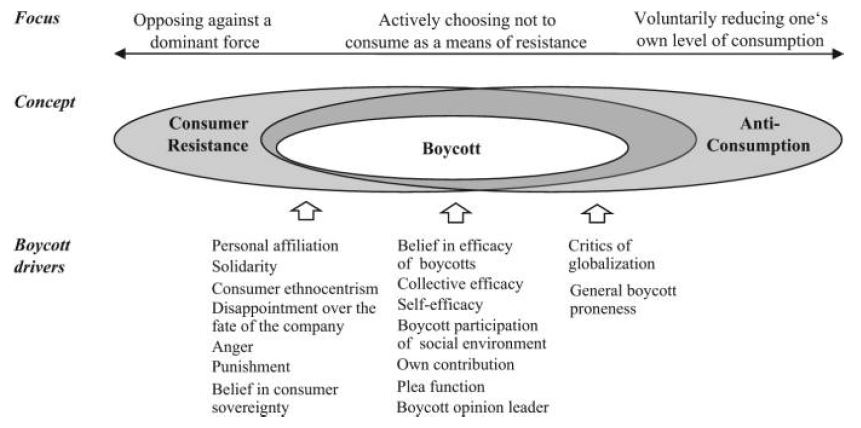 Focus
Opposing against a
dominant force
Actively choosing not to
consume as a means of resistance
Voluntarily reducing one‘s
own level of consumption
Concept
Consumer
Resistance
Boycott
Anti-
Consumption
Boycott
drivers
Personal affiliation
Solidarity
Consumer ethnocentrism
Disappointment over the
fate of the company
Anger
Punishment
Belief in consumer
sovereignty
Belief in efficacy
of boycotts
Collective efficacy
Self-efficacy
Boycott participation
of social environment
Own contribution
Plea function
Boycott opinion leader
Critics of
globalization
General boycott
proneness